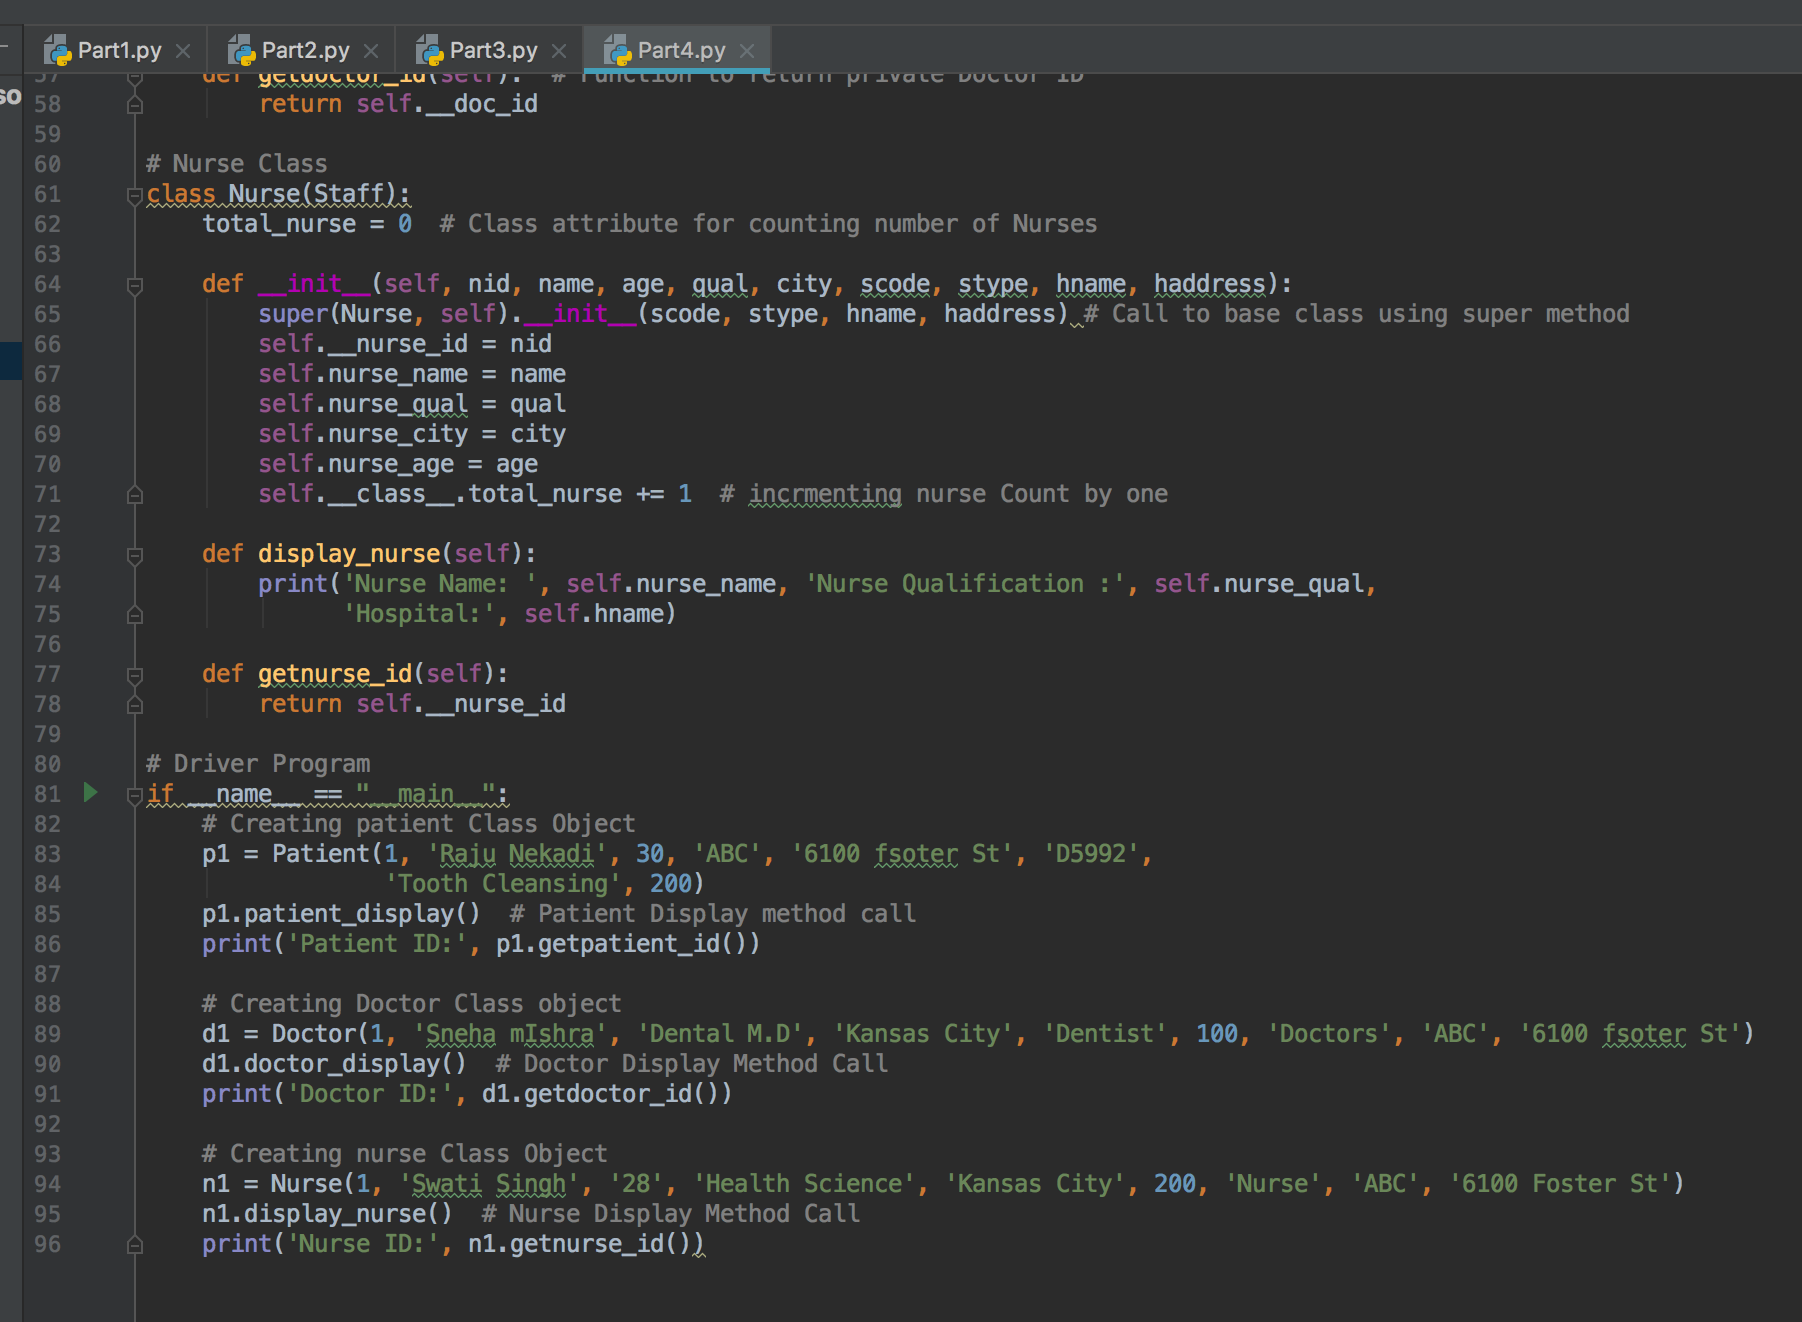 Part1.py Part2.py Part3.py Part4.py
so
57 def getdoctor_id(self): # Function to return private Doctor ID
58 return self.__doc_id
59
60 # Nurse Class
61 class Nurse(Staff):
62 total_nurse = 0 # Class attribute for counting number of Nurses
63
64 def __init__(self, nid, name, age, qual, city, scode, stype, hname, haddress):
65 super(Nurse, self).__init__(scode, stype, hname, haddress) # Call to base class using super method
66 self.__nurse_id = nid
67 self.nurse_name = name
68 self.nurse_qual = qual
69 self.nurse_city = city
70 self.nurse_age = age
71 self.__class__.total_nurse += 1 # incrmenting nurse Count by one
72
73 def display_nurse(self):
74 print('Nurse Name: ', self.nurse_name, 'Nurse Qualification :', self.nurse_qual,
75 'Hospital:', self.hname)
76
77 def getnurse_id(self):
78 return self.__nurse_id
79
80 # Driver Program
81 if __name__ == "__main__":
82 # Creating patient Class Object
83 p1 = Patient(1, 'Raju Nekadi', 30, 'ABC', '6100 fsoter St', 'D5992',
84 'Tooth Cleansing', 200)
85 p1.patient_display() # Patient Display method call
86 print('Patient ID:', p1.getpatient_id())
87
88 # Creating Doctor Class object
89 d1 = Doctor(1, 'Sneha mIshra', 'Dental M.D', 'Kansas City', 'Dentist', 100, 'Doctors', 'ABC', '6100 fsoter St')
90 d1.doctor_display() # Doctor Display Method Call
91 print('Doctor ID:', d1.getdoctor_id())
92
93 # Creating nurse Class Object
94 n1 = Nurse(1, 'Swati Singh', '28', 'Health Science', 'Kansas City', 200, 'Nurse', 'ABC', '6100 Foster St')
95 n1.display_nurse() # Nurse Display Method Call
96 print('Nurse ID:', n1.getnurse_id())